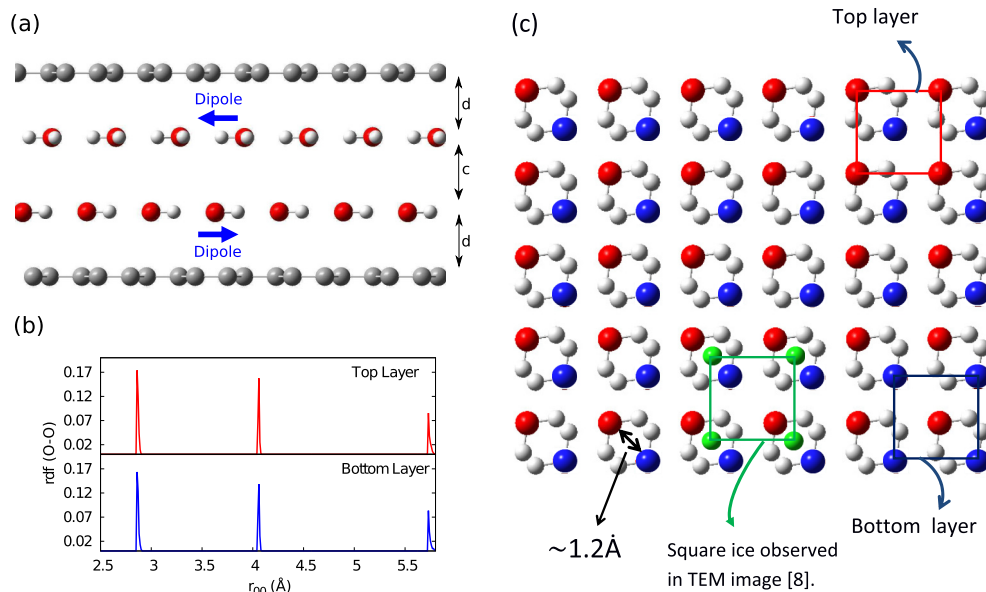 (a)
Dipole
d
c
d
Dipole
(b)
rdf (O-O)
0.17
0.12
0.07
0.02
Top Layer
0.17
0.12
0.07
0.02
Bottom Layer
2.5 3 3.5 4 4.5 5 5.5
rOO (Å)
(c)
Top layer
~1.2Å
Square ice observed
in TEM image [8].
Bottom layer